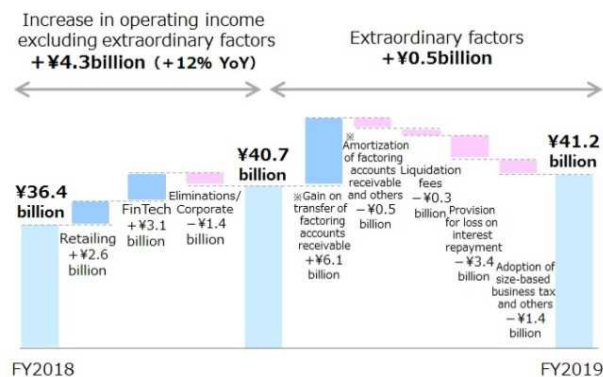 Increase in operating income
excluding extraordinary factors
+¥4.3billion (+12% YoY)
Extraordinary factors
+¥0.5billion
¥36.4
billion
Retailing
+¥2.6
billion
FinTech
+¥3.1
billion
Eliminations/
Corporate
−¥1.4
billion
¥40.7
billion
※Gain on
transfer of
factoring
accounts
receivable
+¥6.1
billion
※
Amortization
of factoring
accounts
receivable
and others
−¥0.5
billion
Liquidation
fees
−¥0.3
billion
Provision
for loss on
interest
repayment
−¥3.4
billion
Adoption of
size-based
business tax
and others
−¥1.4
billion
¥41.2
billion
FY2018
FY2019